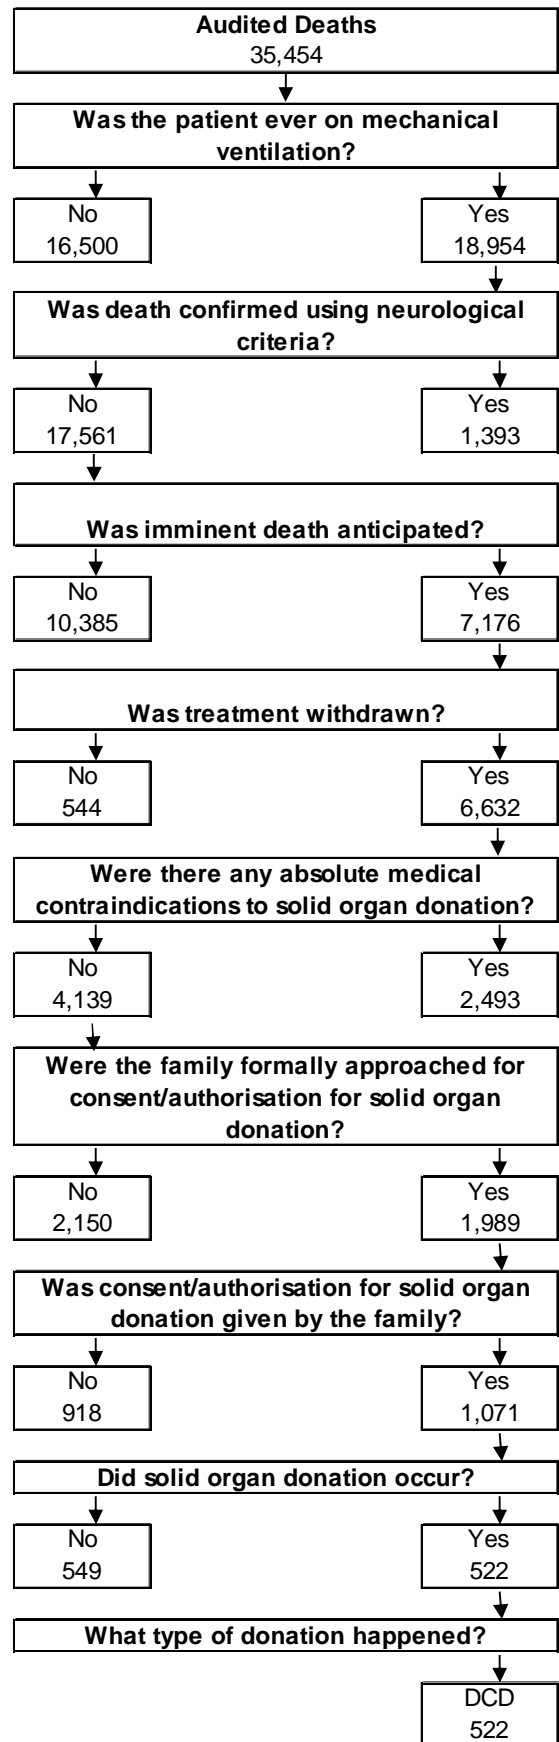 Audited Deaths
35,454
Was the patient ever on mechanical
ventilation?
No
16,500
Yes
18,954
Was death confirmed using neurological
criteria?
No
17,561
Yes
1,393
Was imminent death anticipated?
No
10,385
Yes
7,176
Was treatment withdrawn?
No
544
Yes
6,632
Were there any absolute medical
contraindications to solid organ donation?
No
4,139
Yes
2,493
Were the family formally approached for
consent/authorisation for solid organ
donation?
No
2,150
Yes
1,989
Was consent/authorisation for solid organ
donation given by the family?
No
918
Yes
1,071
Did solid organ donation occur?
No
549
Yes
522
What type of donation happened?
DCD
522